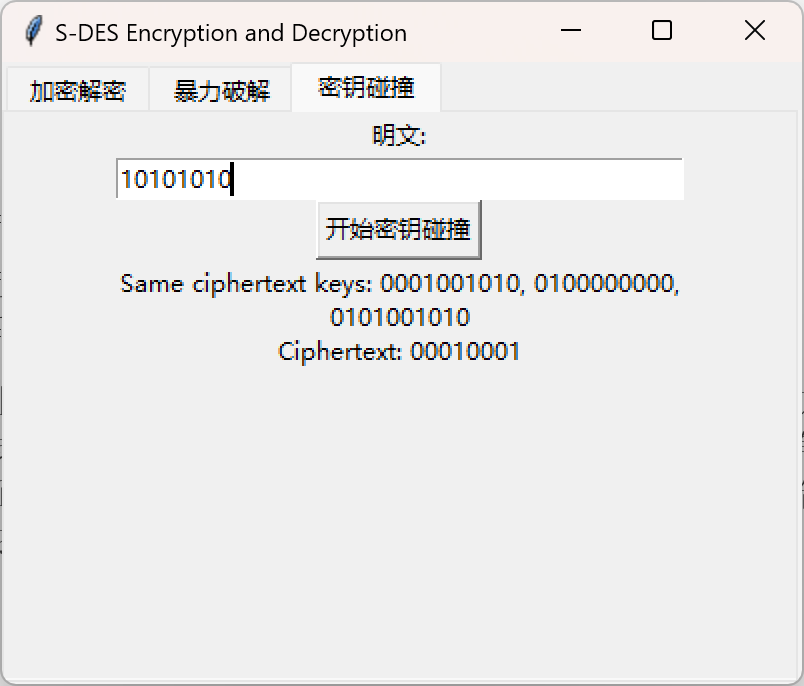 S-DES Encryption and Decryption
加密解密 暴力破解 密钥碰撞
明文:
10101010
开始密钥碰撞
Same ciphertext keys: 0001001010, 0100000000,
0101001010
Ciphertext: 00010001